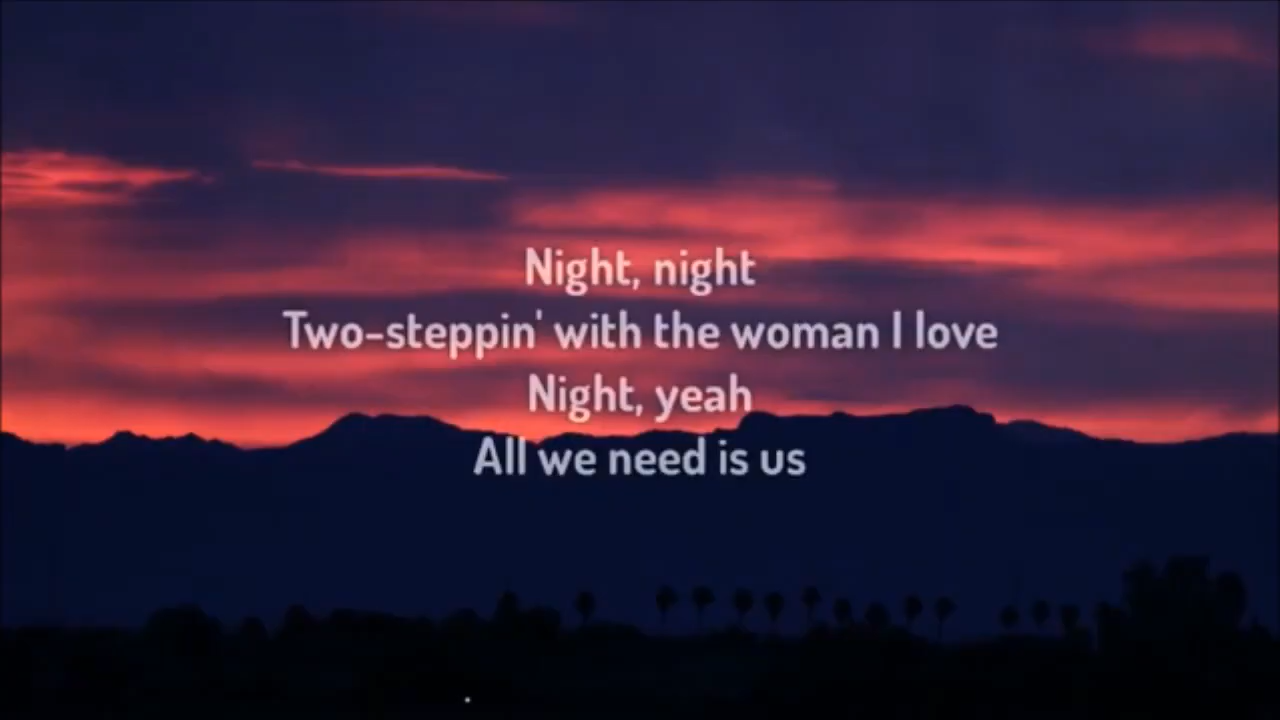 Night, night
Two-steppin' with the woman I love
Night, yeah
All we need is us